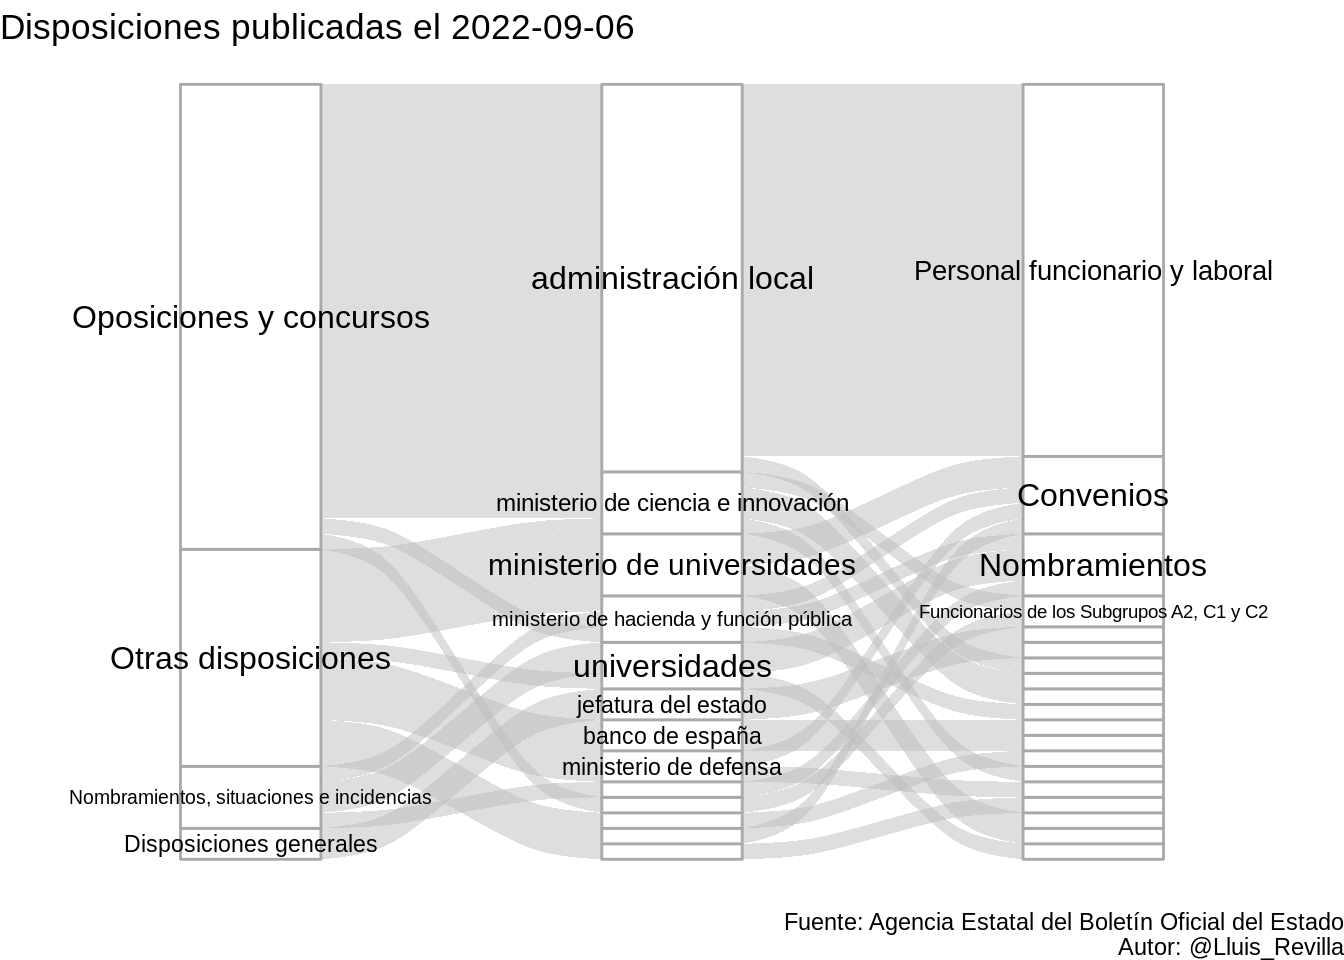 Disposiciones publicadas el 2022-09-06
Oposiciones y concursos
Otras disposiciones
Nombramientos, situaciones e incidencias
Disposiciones generales
administración local
ministerio de ciencia e innovación
ministerio de universidades
ministerio de hacienda y función pública
universidades
jefatura del estado
banco de españa
ministerio de defensa
Personal funcionario y laboral
Convenios
Nombramientos
Funcionarios de los Subgrupos A2, C1 y C2
Fuente: Agencia Estatal del Boletín Oficial del Estado
Autor: @Lluis_Revilla